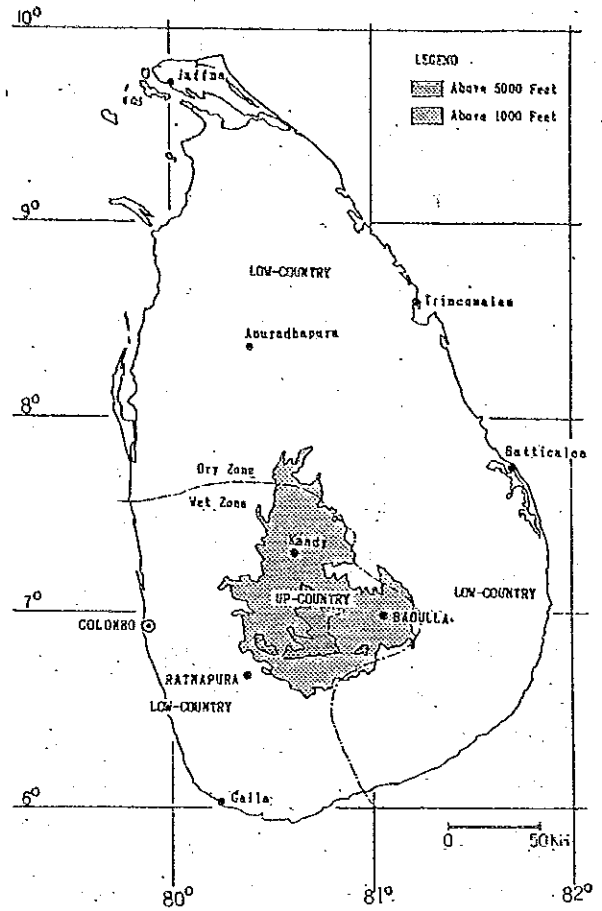 10°
LEGEND
Jaffna
Above 5000 Feet
Above 1000 Feet
9°
LOW-COUNTRY
Trincomalee
Anuradhapura
8°
Batticaloa
Dry Zone
Wet Zone
Kandy
7°
UP-COUNTRY
LOW-COUNTRY
COLOMBO
BADULLA
RATNAPURA
LOW-COUNTRY
Galle
6°
0 50KM
80° 81° 82°